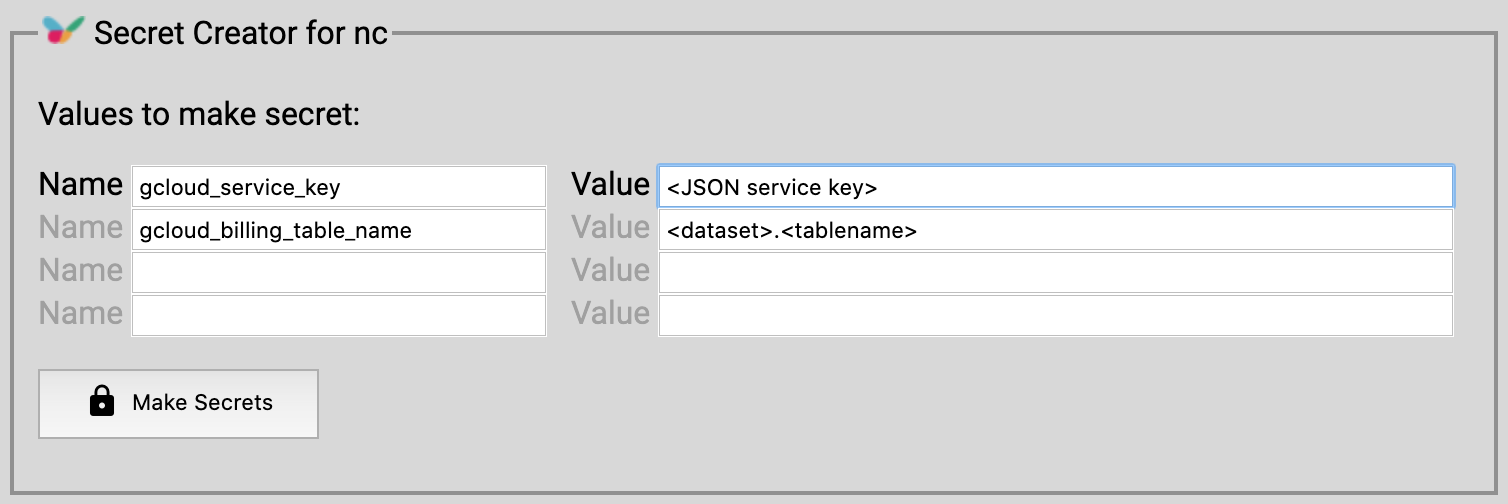 Secret Creator for nc
Values to make secret:
Name gcloud_service_key Value <JSON service key>
Name gcloud_billing_table_name Value <dataset>.<tablename>
Name Value
Name Value
Make Secrets